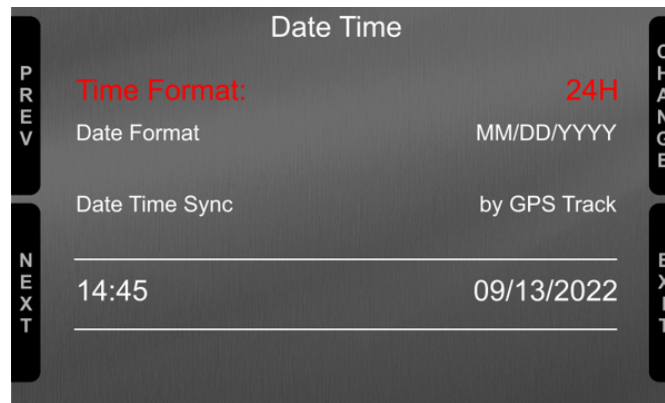 Date Time
PREV
CHANGE
Time Format: 24H
Date Format MM/DD/YYYY
Date Time Sync by GPS Track
NEXT
EXIT
14:45 09/13/2022